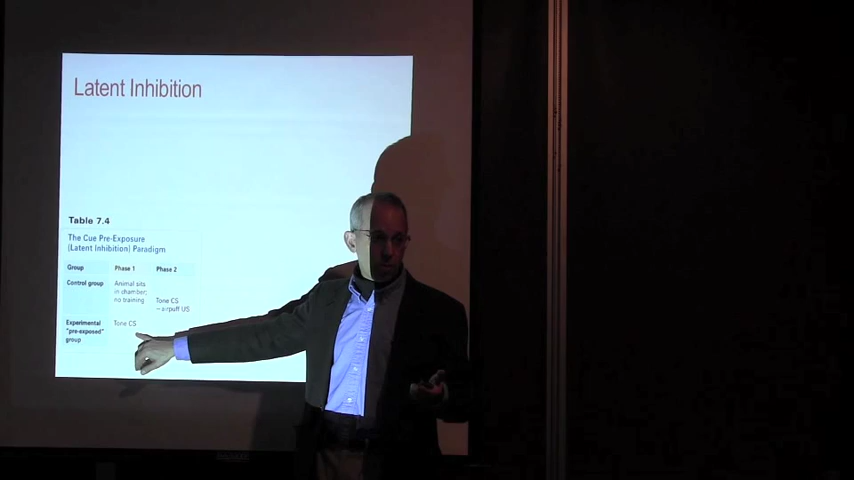 Latent Inhibition
Table 7.4
The Cue Pre-Exposure
(Latent Inhibition) Paradigm
Group Phase 1 Phase 2
Control group Animal sits
in chamber;
no training Tone CS
airpuff US
Experimental Tone CS
"pre-exposed"
group